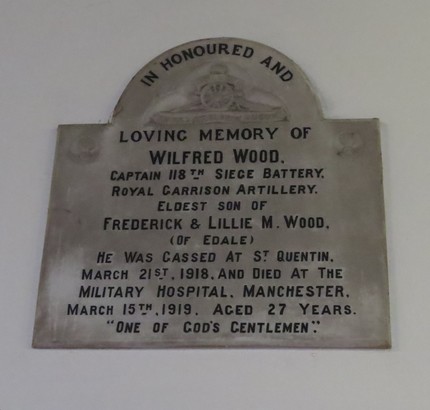 IN HONOURED AND
LOVING MEMORY OF
WILFRED WOOD.
CAPTAIN 118TH SIEGE BATTERY.
ROYAL GARRISON ARTILLERY.
ELDEST SON OF
FREDERICK & LILLIE M. WOOD,
(OF EDALE)
HE WAS GASSED AT ST QUENTIN,
MARCH 21ST, 1918, AND DIED AT THE
MILITARY HOSPITAL, MANCHESTER,
MARCH 15TH, 1919. AGED 27 YEARS.
"ONE OF GOD'S GENTLEMEN".